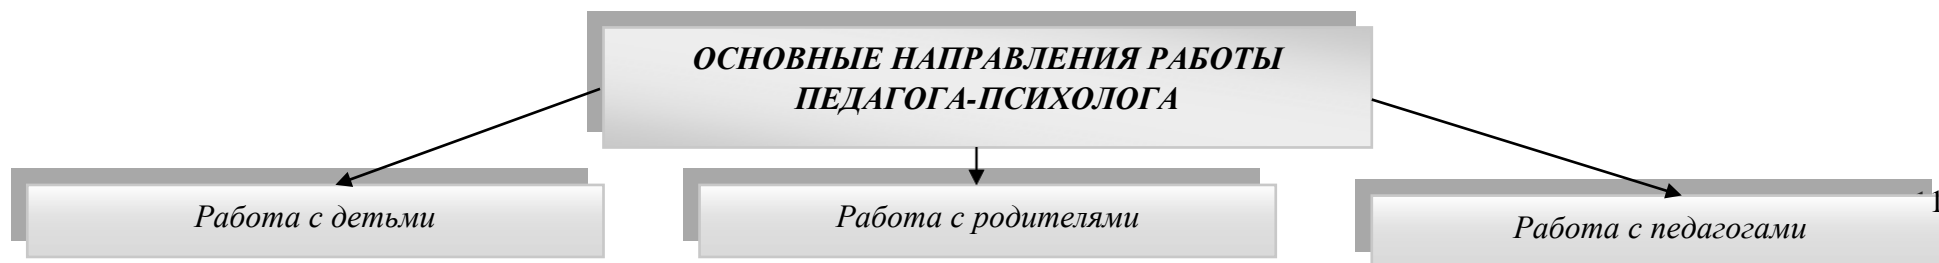 ОСНОВНЫЕ НАПРАВЛЕНИЯ РАБОТЫ
ПЕДАГОГА-ПСИХОЛОГА
Работа с детьми
Работа с родителями
Работа с педагогами